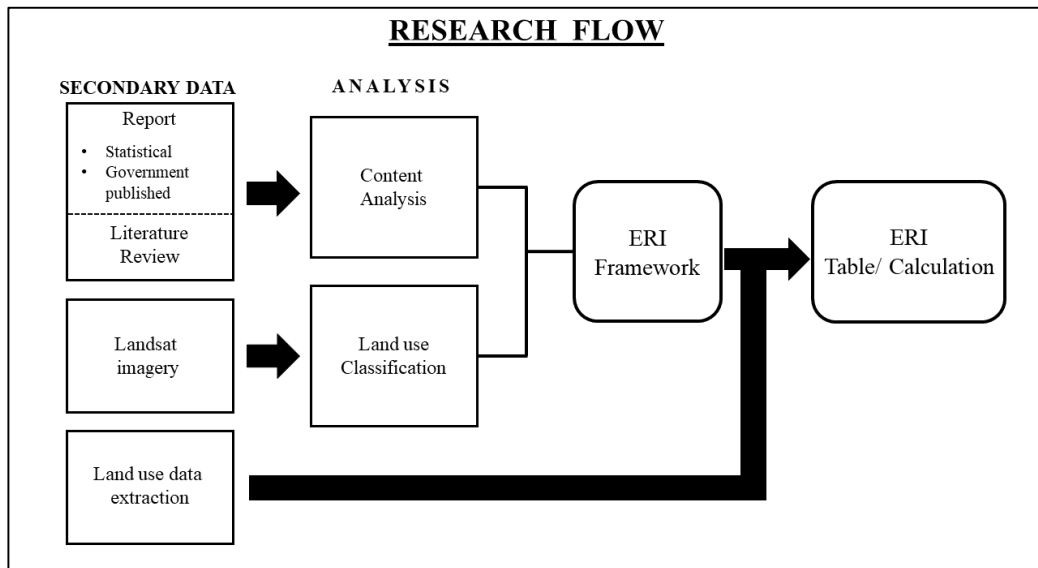 RESEARCH FLOW
SECONDARY DATA
Report
• Statistical
• Government
published
Literature
Review
Landsat
imagery
Land use data
extraction
ANALYSIS
Content
Analysis
Land use
Classification
ERI
Framework
ERI
Table/ Calculation